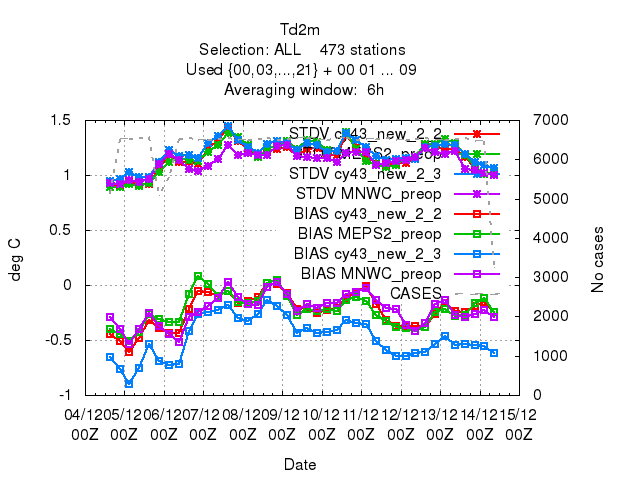 Td2m
Selection: ALL 473 stations
Used {00,03,...,21} + 00 01 ... 09
Averaging window: 6h
1.5
1
0.5
0
-0.5
-1
deg C
7000
6000
5000
4000
3000
2000
1000
0
No cases
STDV cy43_new_2_2
STDV MEPS2_preop
STDV cy43_new_2_3
STDV MNWC_preop
BIAS cy43_new_2_2
BIAS MEPS2_preop
BIAS cy43_new_2_3
BIAS MNWC_preop
CASES
04/12 05/12 06/12 07/12 08/12 09/12 10/12 11/12 12/12 13/12 14/12 15/12
00Z 00Z 00Z 00Z 00Z 00Z 00Z 00Z 00Z 00Z 00Z 00Z
Date